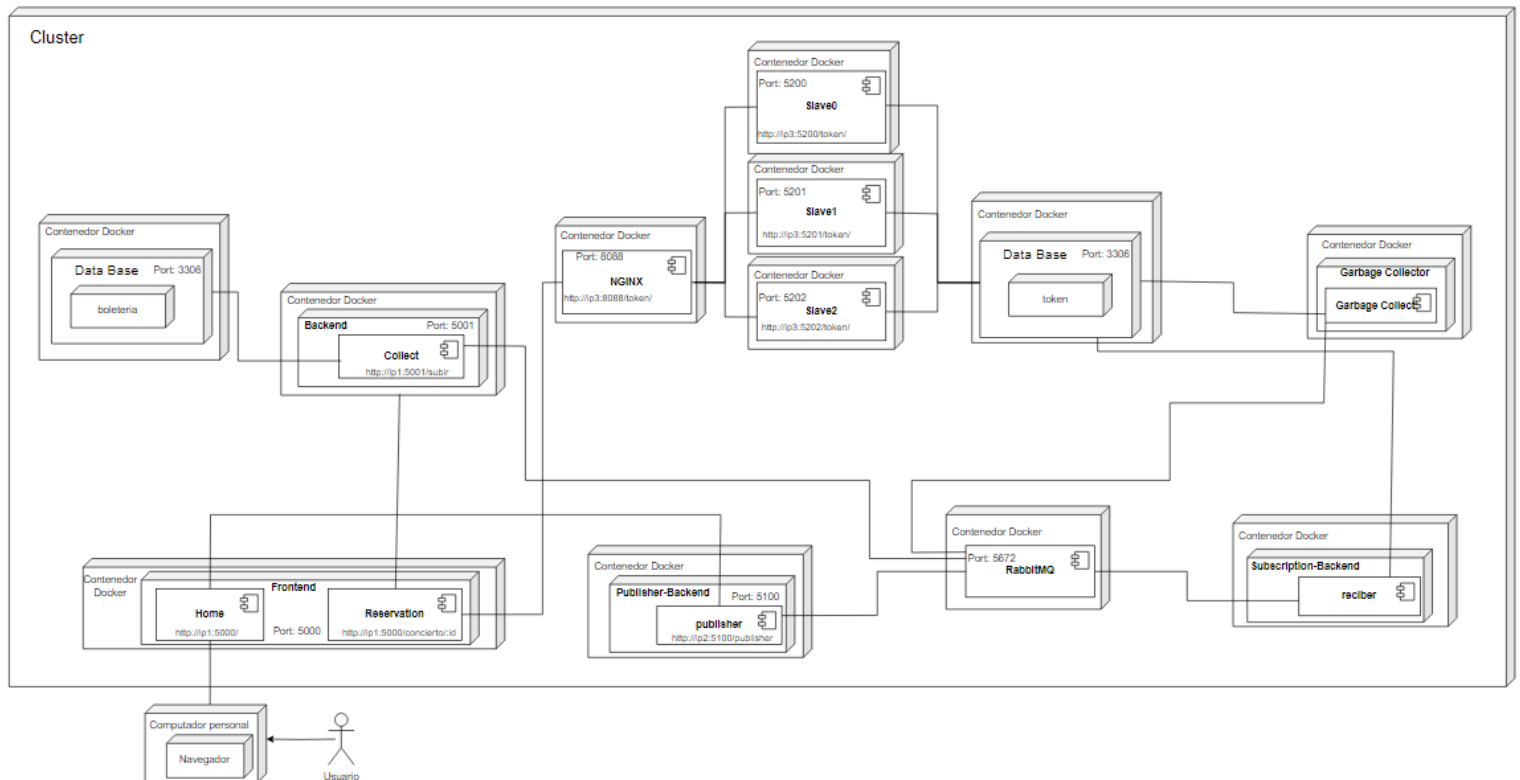 Cluster
Contenedor Docker
Port: 5200
Slave0
http://ip3:5200/token/
Contenedor Docker
Port: 5201
Slave1
http://ip3:5201/token/
Contenedor Docker
Port: 5202
Slave2
http://ip3:5202/token/
Contenedor Docker
Data Base Port: 3306
boleteria
Contenedor Docker
Backend Port: 5001
Collect
http://ip1:5001/subir
Contenedor Docker
Port: 8088
NGINX
http://ip3:8088/token/
Contenedor Docker
Data Base Port: 3306
token
Contenedor Docker
Garbage Collector
Garbage Collect
Contenedor
Docker
Frontend
Home
http://ip1:5000/
Port: 5000
Reservation
http://ip1:5000/concierto/:id
Contenedor Docker
Publisher-Backend
Port: 5100
publisher
http://ip2:5100/publisher
Contenedor Docker
Port: 5672
RabbitMQ
Contenedor Docker
Subscription-Backend
reciber
Computador personal
Navegador
Usuario